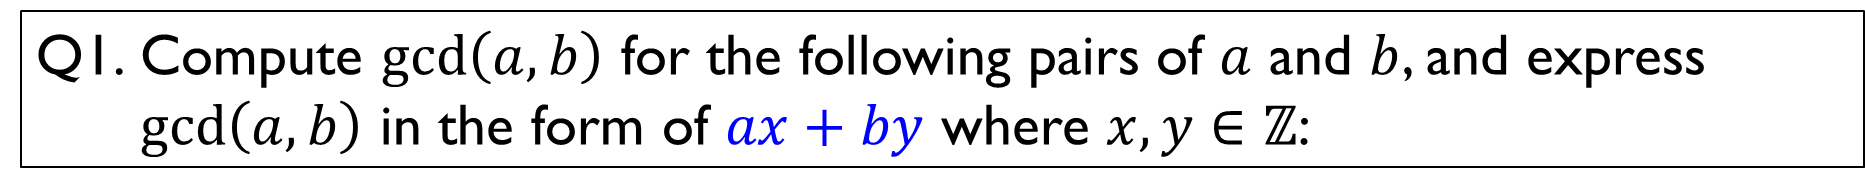 Q1. Compute gcd(a, b) for the following pairs of a and b, and express
gcd(a, b) in the form of ax + by where x, y ∈ ℤ: